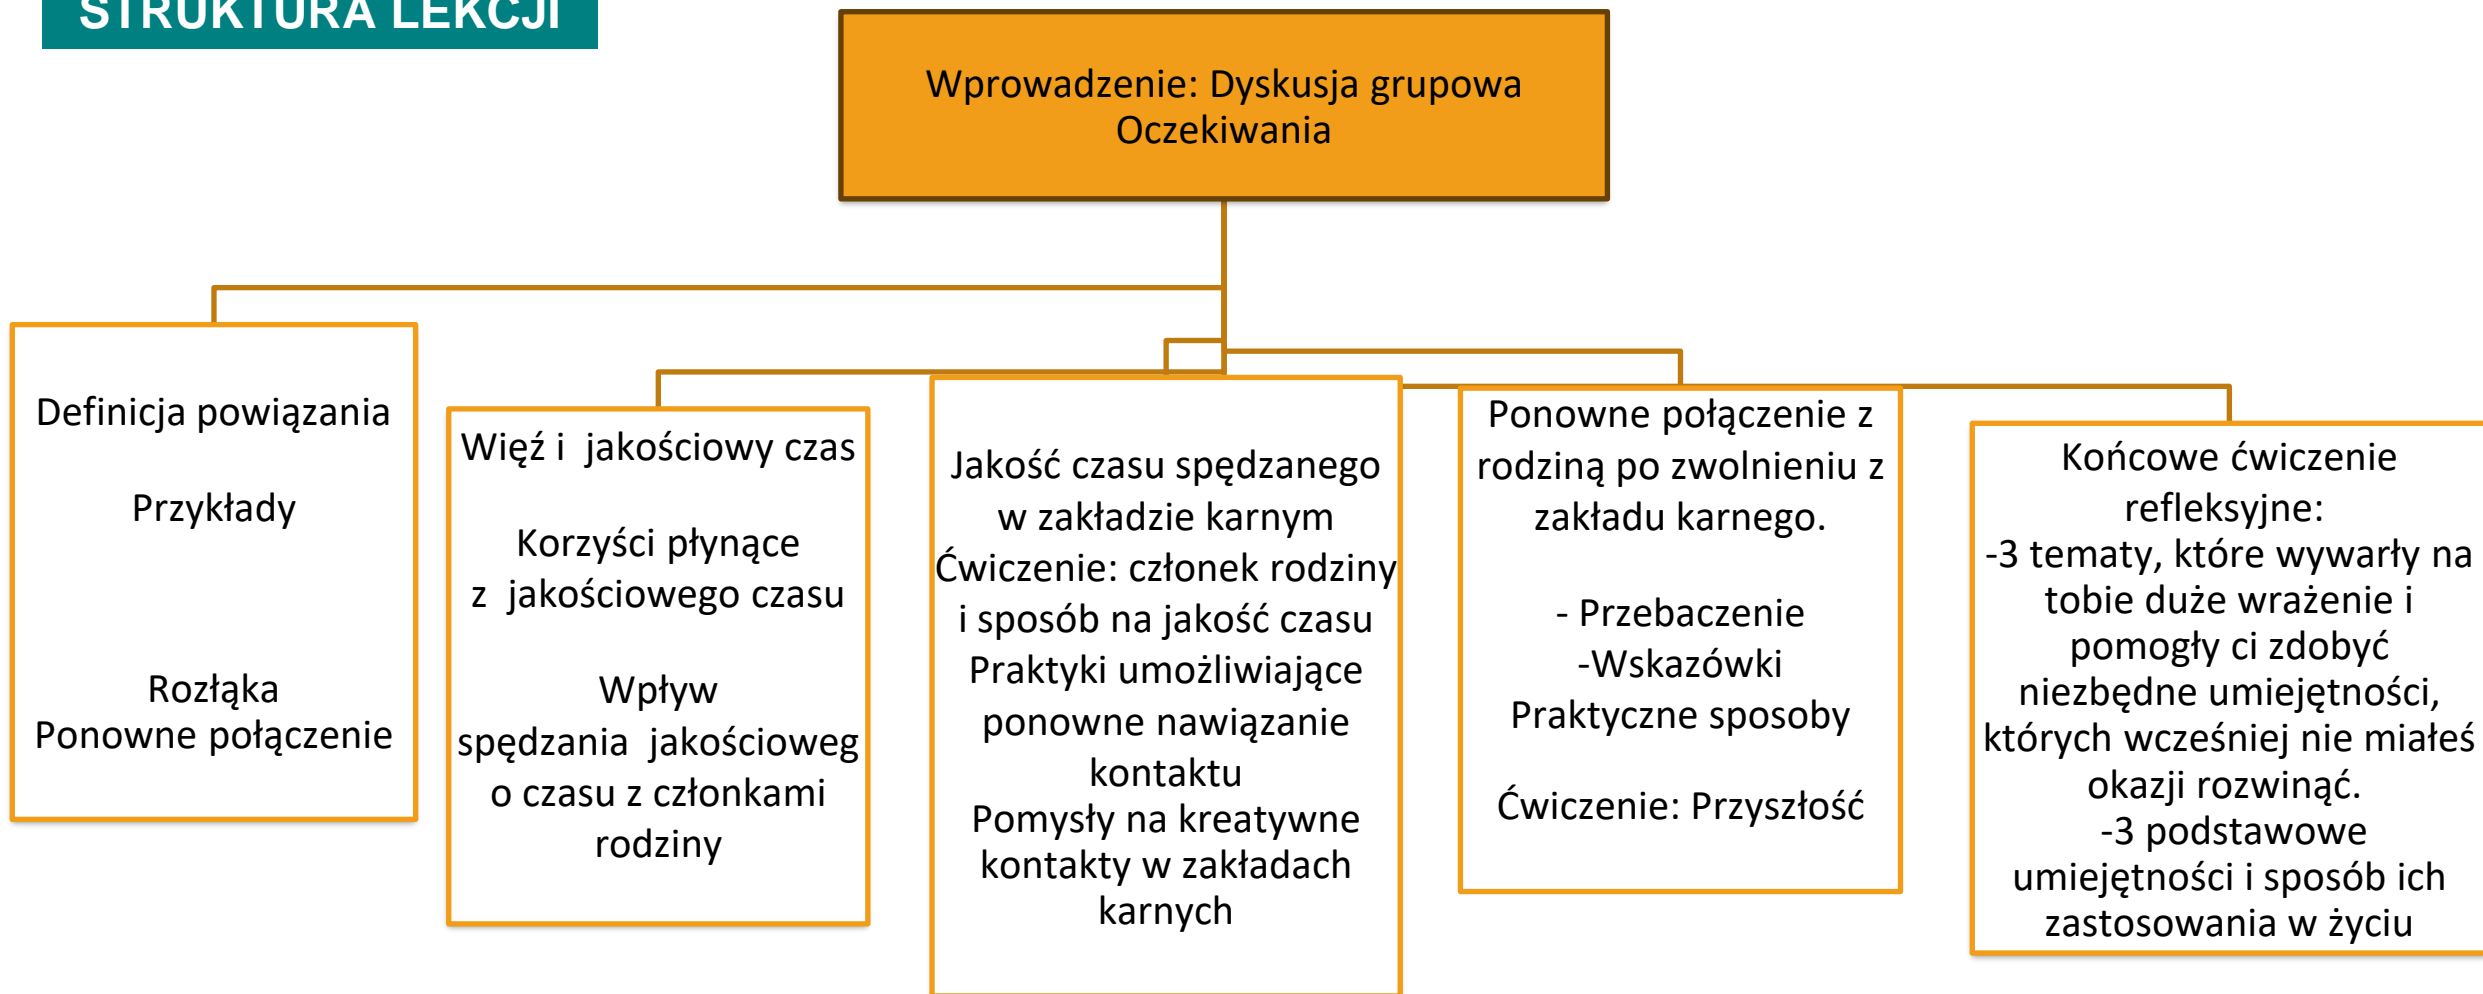 STRUKTURA LEKCJI
Wprowadzenie: Dyskusja grupowa
Oczekiwania
Definicja powiązania
Przykłady
Rozłąka
Ponowne połączenie
Więź i  jakościowy czas
Korzyści płynące
z  jakościowego czasu
Wpływ
spędzania  jakościoweg
o czasu z członkami
rodziny
Jakość czasu spędzanego
w zakładzie karnym
Ćwiczenie: członek rodziny
i sposób na jakość czasu
Praktyki umożliwiające
ponowne nawiązanie
kontaktu
Pomysły na kreatywne
kontakty w zakładach
karnych
Ponowne połączenie z
rodziną po zwolnieniu z
zakładu karnego.
- Przebaczenie
-Wskazówki
Praktyczne sposoby
Ćwiczenie: Przyszłość
Końcowe ćwiczenie
refleksyjne:
-3 tematy, które wywarły na
tobie duże wrażenie i
pomogły ci zdobyć
niezbędne umiejętności,
których wcześniej nie miałeś
okazji rozwinąć.
-3 podstawowe
umiejętności i sposób ich
zastosowania w życiu